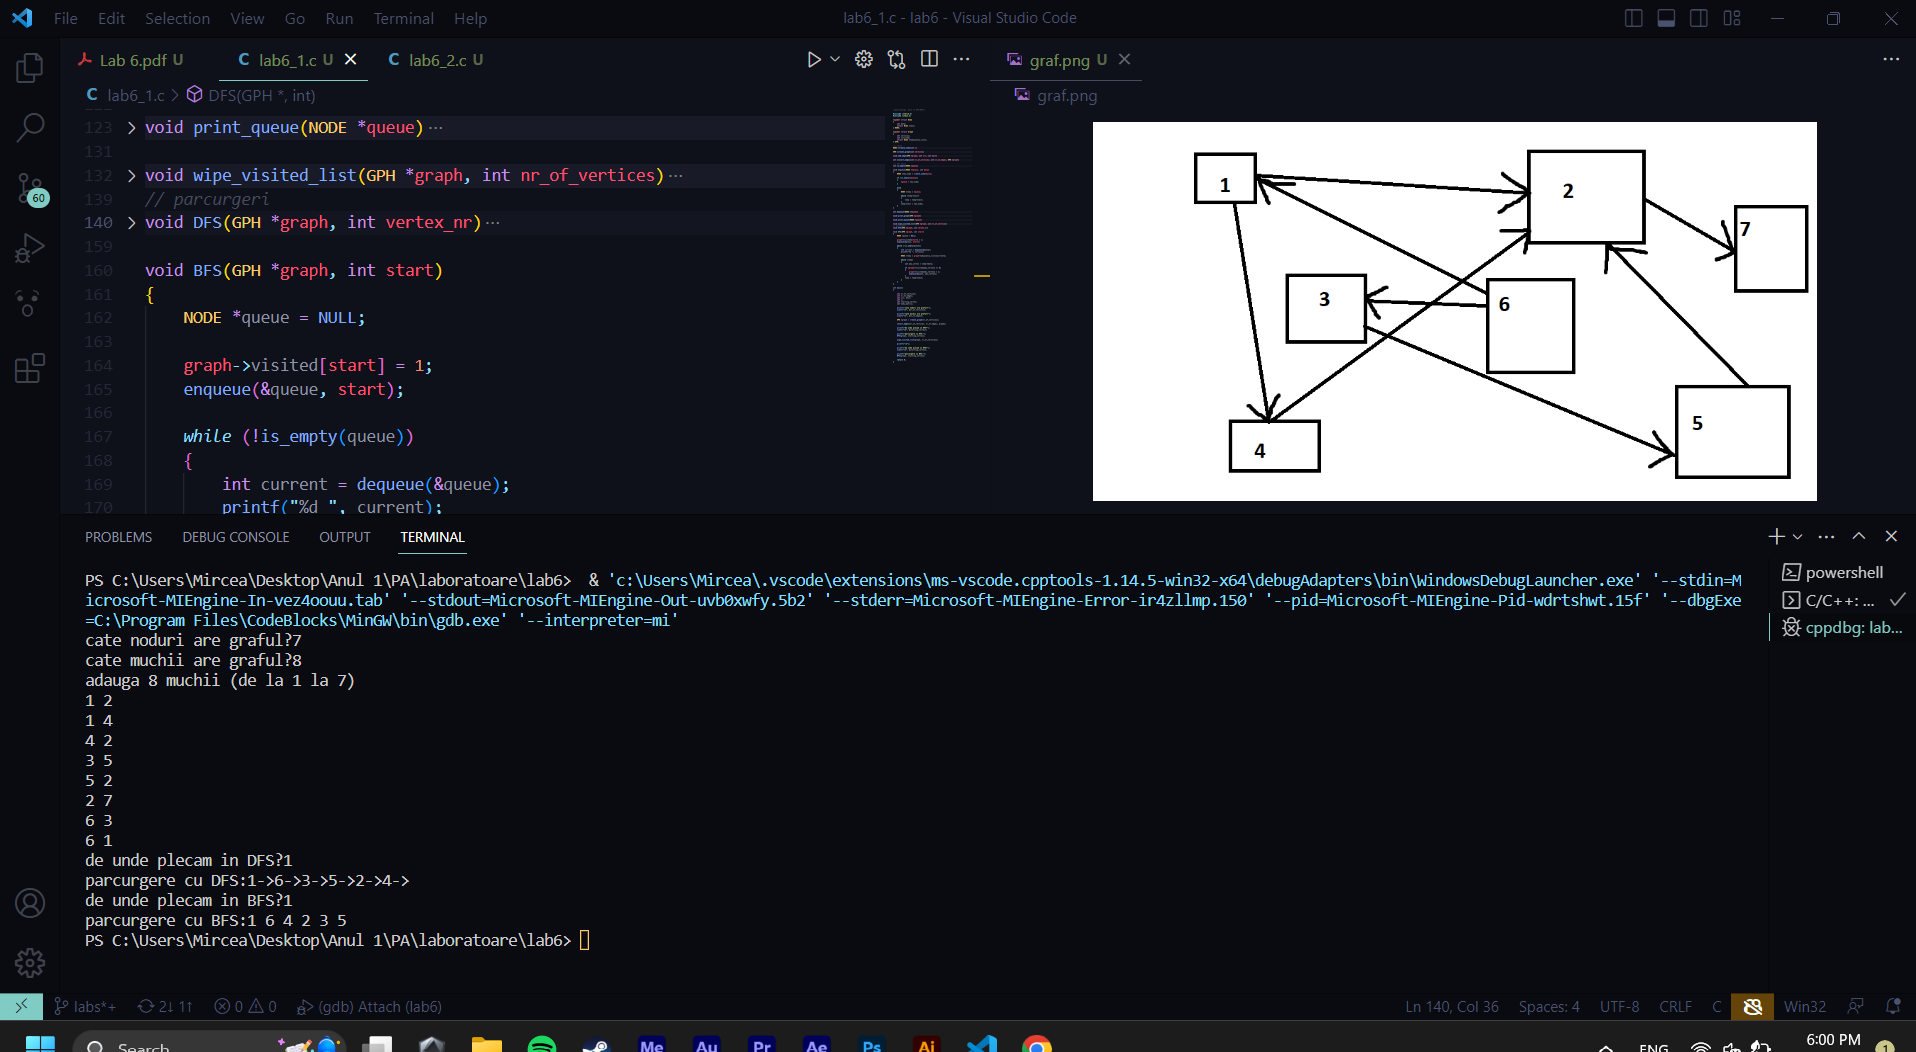 File Edit Selection View Go Run Terminal Help
lab6_1.c - lab6 - Visual Studio Code
Lab 6.pdf U
lab6_1.c U
lab6_2.c U
graf.png U
lab6_1.c > DFS(GPH *, int)
graf.png
123 void print_queue(NODE *queue) ...
131
132 void wipe_visited_list(GPH *graph, int nr_of_vertices) ...
139 // parcurgeri
140 void DFS(GPH *graph, int vertex_nr) ...
159
160 void BFS(GPH *graph, int start)
161 {
162 NODE *queue = NULL;
163
164 graph->visited[start] = 1;
165 enqueue(&queue, start);
166
167 while (!is_empty(queue))
168 {
169 int current = dequeue(&queue);
170 printf("%d ", current);
1
2
7
3
6
5
4
PROBLEMS DEBUG CONSOLE OUTPUT TERMINAL
PS C:\Users\Mircea\Desktop\Anul 1\PA\laboratoare\lab6> & 'c:\Users\Mircea\.vscode\extensions\ms-vscode.cpptools-1.14.5-win32-x64\debugAdapters\bin\WindowsDebugLauncher.exe' '--stdin=M
icrosoft-MIEngine-In-vez4oouu.tab' '--stdout=Microsoft-MIEngine-Out-uvb0xwfy.5b2' '--stderr=Microsoft-MIEngine-Error-ir4zllmp.150' '--pid=Microsoft-MIEngine-Pid-wdrtshwt.15f' '--dbgExe
=C:\Program Files\CodeBlocks\MinGW\bin\gdb.exe' '--interpreter=mi'
cate noduri are graful?7
cate muchii are graful?8
adauga 8 muchii (de la 1 la 7)
1 2
1 4
4 2
3 5
5 2
2 7
6 3
6 1
de unde plecam in DFS?1
parcurgere cu DFS:1->6->3->5->2->4->
de unde plecam in BFS?1
parcurgere cu BFS:1 6 4 2 3 5
PS C:\Users\Mircea\Desktop\Anul 1\PA\laboratoare\lab6>
powershell
C/C++: ...
cppdbg: lab...
60
labs*+ 2↓ 1↑ 0 0 (gdb) Attach (lab6)
Ln 140, Col 36 Spaces: 4 UTF-8 CRLF C Win32
Search
Me Au Pr Ae Ps Ai
ENG
6:00 PM
1